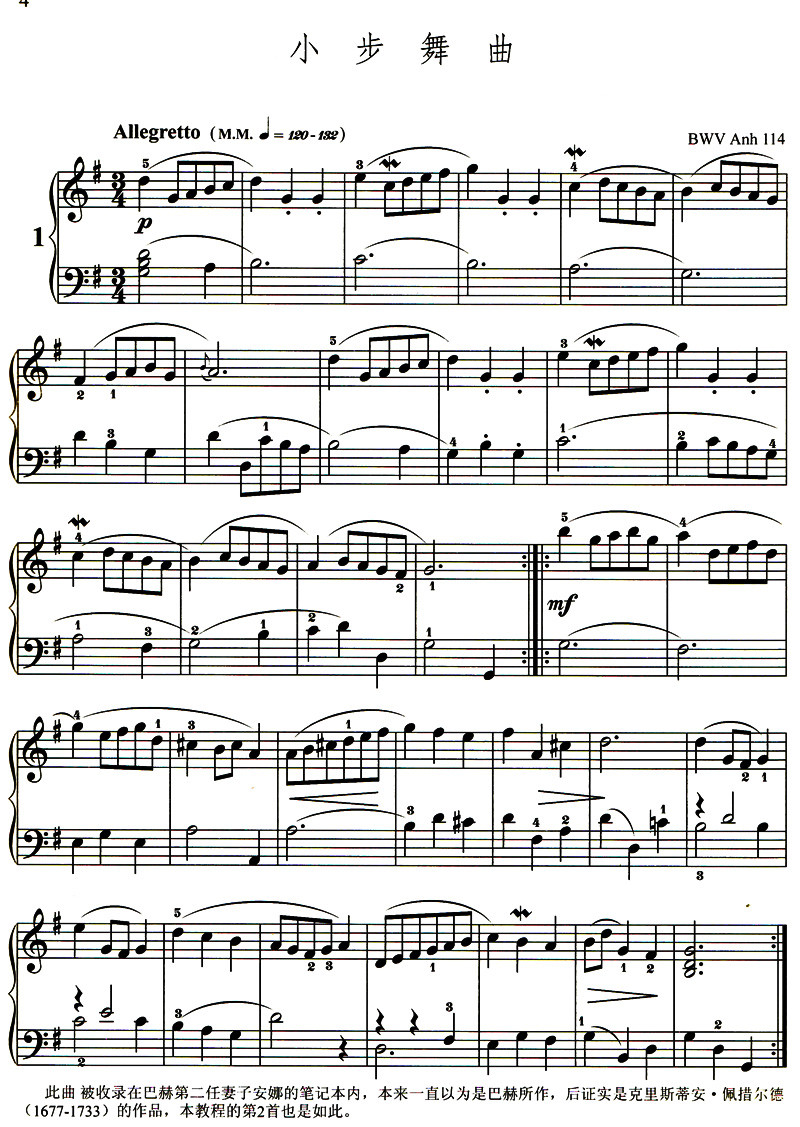 4
小步舞曲
Allegretto (M.M. ♩= 120-132)
BWV Anh 114
1
p
mf
此曲 被收录在巴赫第二任妻子安娜的笔记本内，本来一直以为是巴赫所作，后证实是克里斯蒂安·佩措尔德
（1677-1733）的作品，本教程的第2首也是如此。